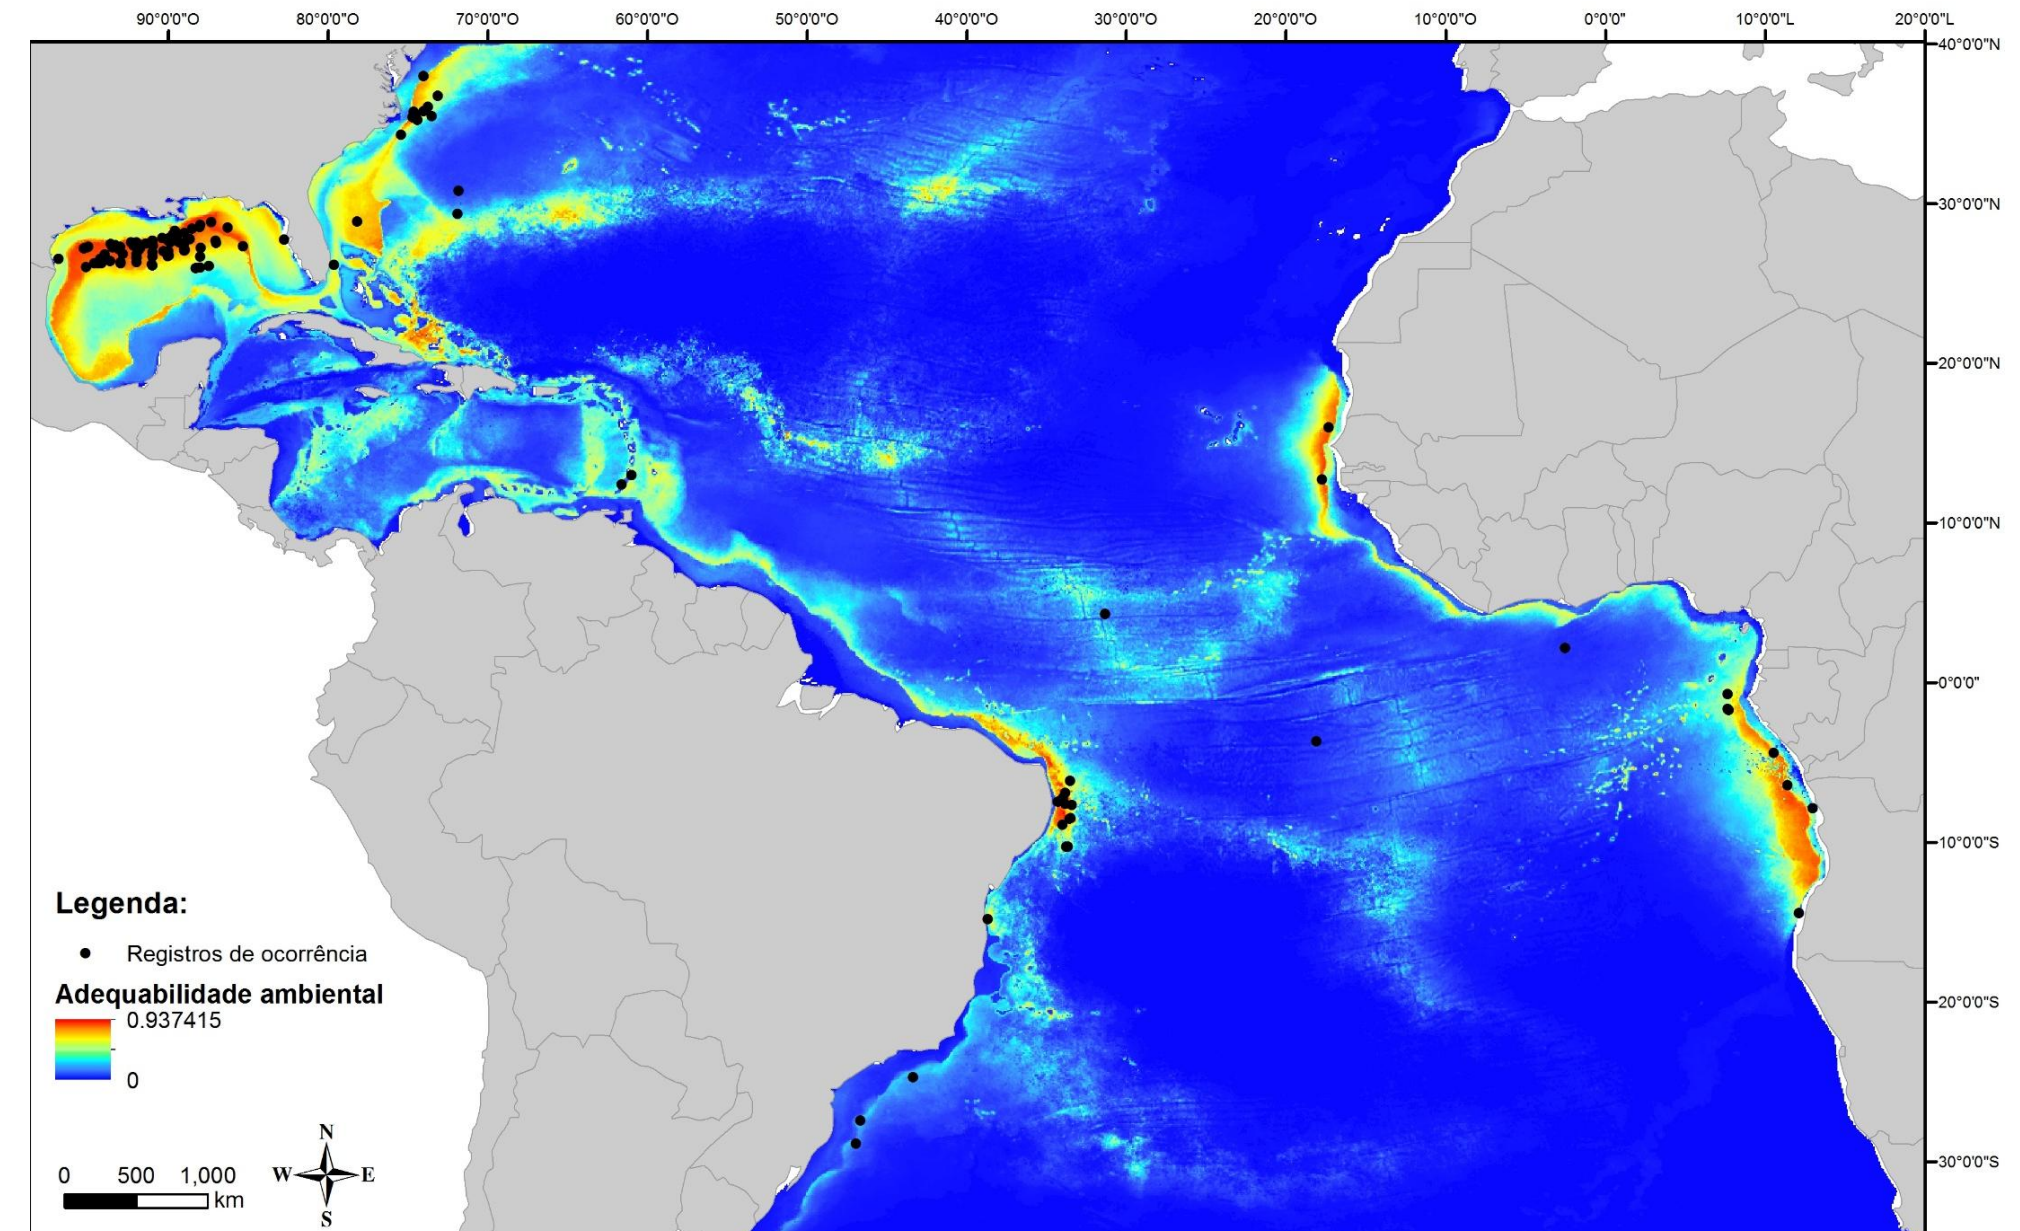 90°0'0"O 80°0'0"O 70°0'0"O 60°0'0"O 50°0'0"O 40°0'0"O 30°0'0"O 20°0'0"O 10°0'0"O 0°0'0" 10°0'0"L 20°0'0"L
40°0'0"N
30°0'0"N
20°0'0"N
10°0'0"N
0°0'0"
10°0'0"S
20°0'0"S
30°0'0"S
Legenda:
Registros de ocorrência
Adequabilidade ambiental
0.937415
0
N
W E
S
0 500 1,000
km